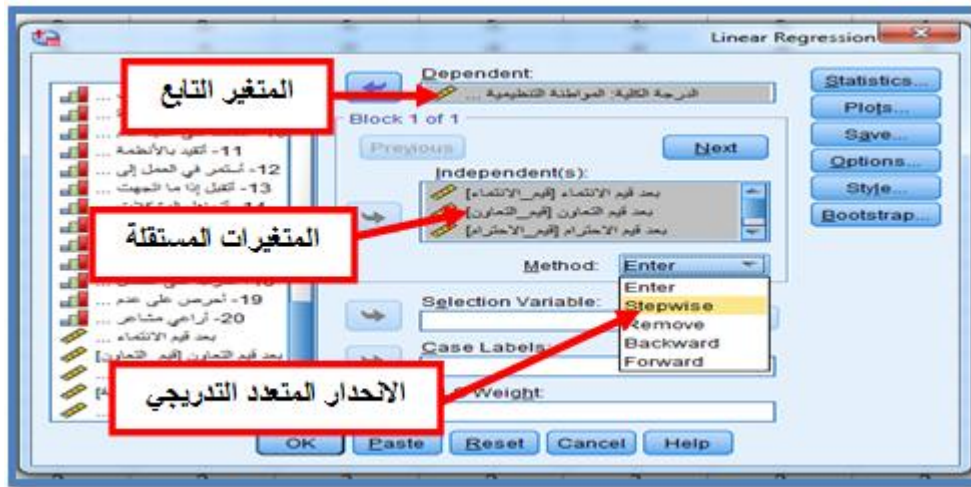 Linear Regression
المتغير التابع
Dependent:
الدرجة الكلية: المواطنة التنظيمية ...
Statistics...
Plots...
Save...
Options...
Style...
Bootstrap...
Block 1 of 1
Previous
Next
11- أتقيد بالأنظمة ...
12- أستمر في العمل إلى ...
13- أتقبل إذا ما اتجهت ...
Independent(s):
بعد قيم الانتماء [قيم_الانتماء]
بعد قيم التعاون [قيم_التعاون]
بعد قيم الاحترام [قيم_الاحترام]
المتغيرات المستقلة
Method:
Enter
Enter
Stepwise
Remove
Backward
Forward
19- أحرص على عدم ...
20- أراعي مشاعر ...
بعد قيم الانتماء ...
بعد قيم التعاون [قيم_التعاون]
Selection Variable:
Case Labels:
الانحدار المتعدد التدريجي
Weight:
OK
Paste
Reset
Cancel
Help